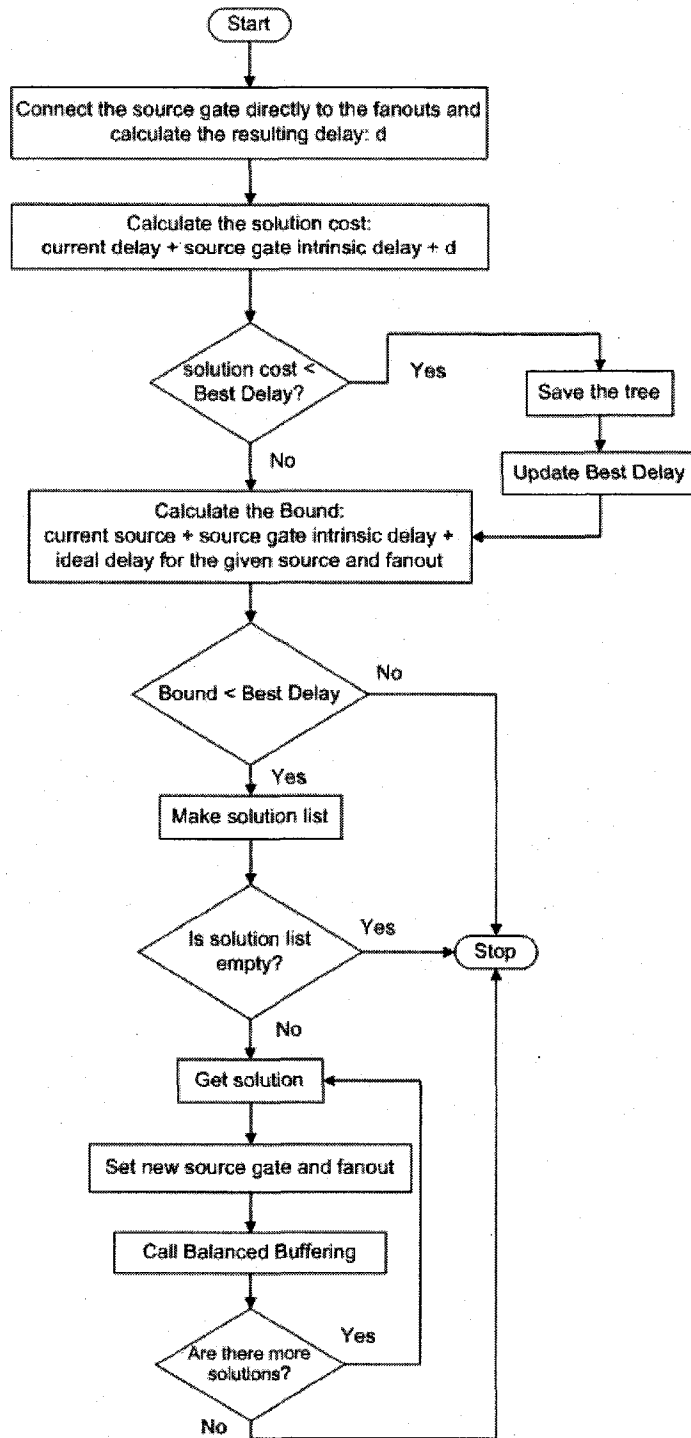 Start
Connect the source gate directly to the fanouts and
calculate the resulting delay: d
Calculate the solution cost:
current delay + source gate intrinsic delay + d
solution cost <
Best Delay?
Yes
Save the tree
Update Best Delay
No
Calculate the Bound:
current source + source gate intrinsic delay +
ideal delay for the given source and fanout
Bound < Best Delay
No
Yes
Make solution list
Is solution list
empty?
Yes
Stop
No
Get solution
Set new source gate and fanout
Call Balanced Buffering
Are there more
solutions?
Yes
No